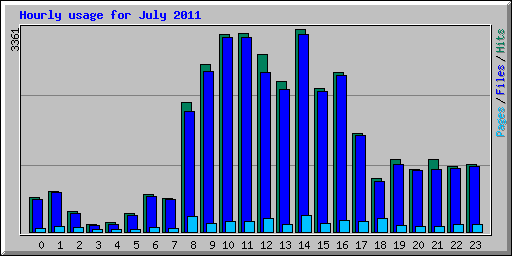 Hourly usage for July 2011
3361
Pages / Files / Hits
0 1 2 3 4 5 6 7 8 9 10 11 12 13 14 15 16 17 18 19 20 21 22 23